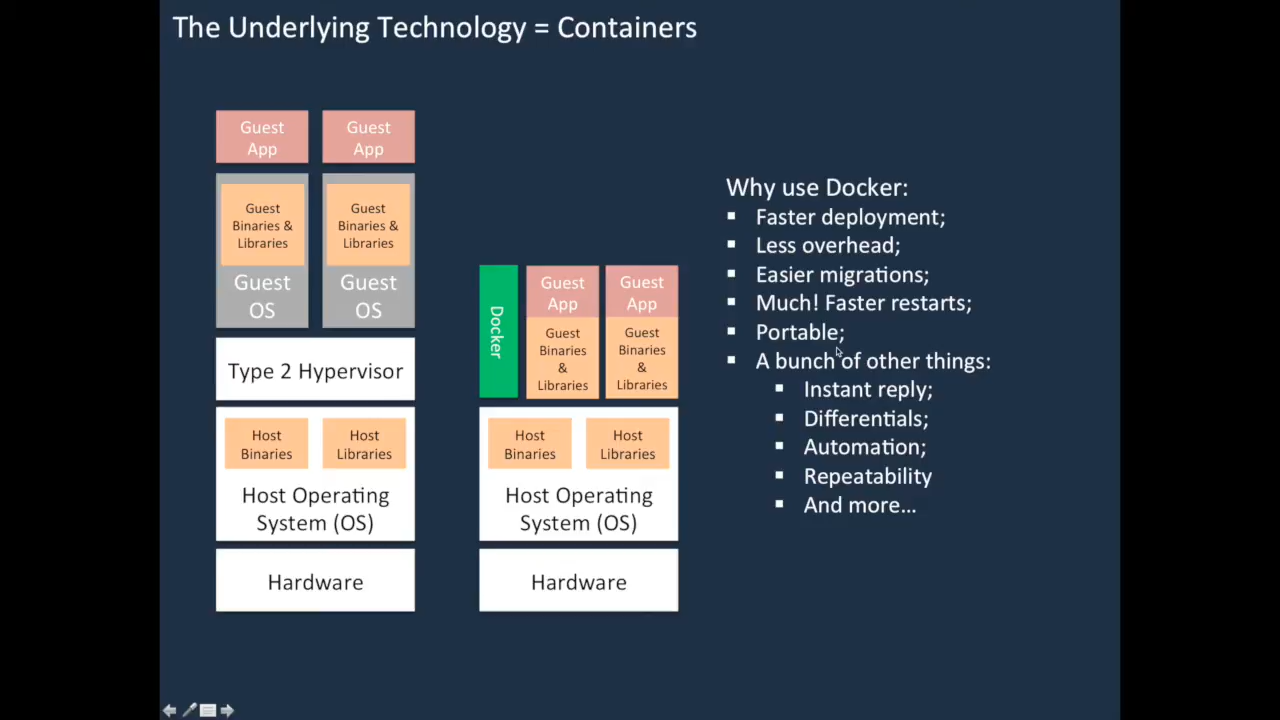 The Underlying Technology = Containers
Guest
App
Guest
App
Guest
Binaries &
Libraries
Guest
OS
Guest
Binaries &
Libraries
Guest
OS
Type 2 Hypervisor
Host
Binaries
Host
Libraries
Host Operating
System (OS)
Hardware
Docker
Guest
App
Guest
Binaries
&
Libraries
Guest
App
Guest
Binaries
&
Libraries
Host
Binaries
Host
Libraries
Host Operating
System (OS)
Hardware
Why use Docker:
▪ Faster deployment;
▪ Less overhead;
▪ Easier migrations;
▪ Much! Faster restarts;
▪ Portable;
▪ A bunch of other things:
▪ Instant reply;
▪ Differentials;
▪ Automation;
▪ Repeatability
▪ And more...